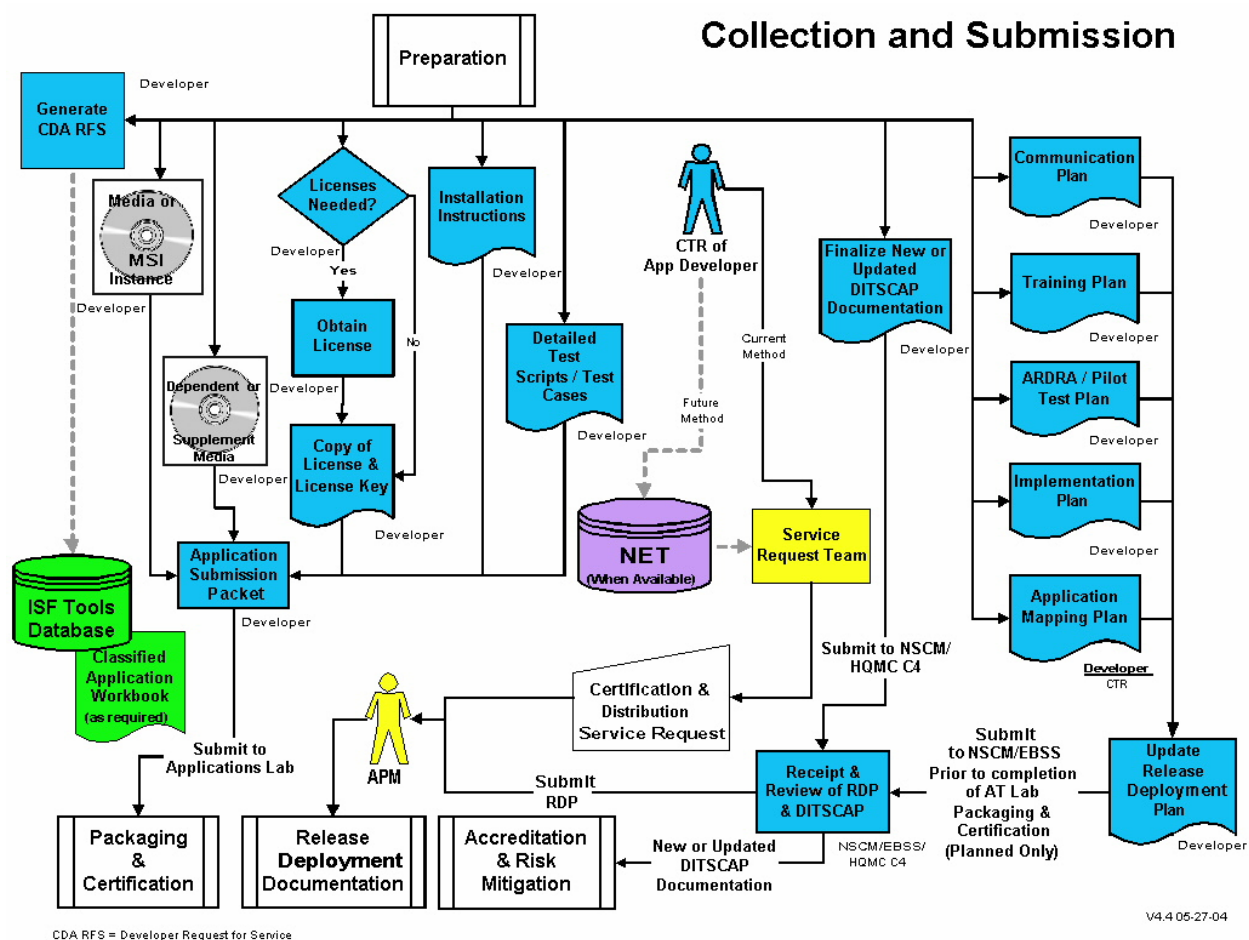 Collection and Submission
Preparation
Developer
Generate
CDA RFS
Media or
MSI
Instance
Developer
Licenses
Needed?
Developer
Yes
No
Obtain
License
Developer
Copy of
License &
License Key
Developer
Installation
Instructions
Developer
Detailed
Test
Scripts / Test
Cases
Developer
Dependent or
Supplement
Media
Developer
CTR of
App Developer
Current
Method
Future
Method
Finalize New or
Updated
DITSCAP
Documentation
Developer
Communication
Plan
Developer
Training Plan
Developer
ARDRA / Pilot
Test Plan
Developer
Implementation
Plan
Developer
Application
Mapping Plan
Developer
CTR
NET
(When Available)
Service
Request Team
Application
Submission
Packet
Developer
ISF Tools
Database
Classified
Application
Workbook
(as required)
Submit to
Applications Lab
Submit to NSCM/
HQMC C4
Certification &
Distribution
Service Request
APM
Submit
RDP
Receipt &
Review of RDP
& DITSCAP
NSCM/EBSS/
HQMC C4
Submit
to NSCM/EBSS
Prior to completion
of AT Lab
Packaging &
Certification
(Planned Only)
Update
Release
Deployment
Plan
Developer
Packaging
&
Certification
Release
Deployment
Documentation
Accreditation
& Risk
Mitigation
New or Updated
DITSCAP
Documentation
V4.4 05-27-04
CDA RFS = Developer Request for Service